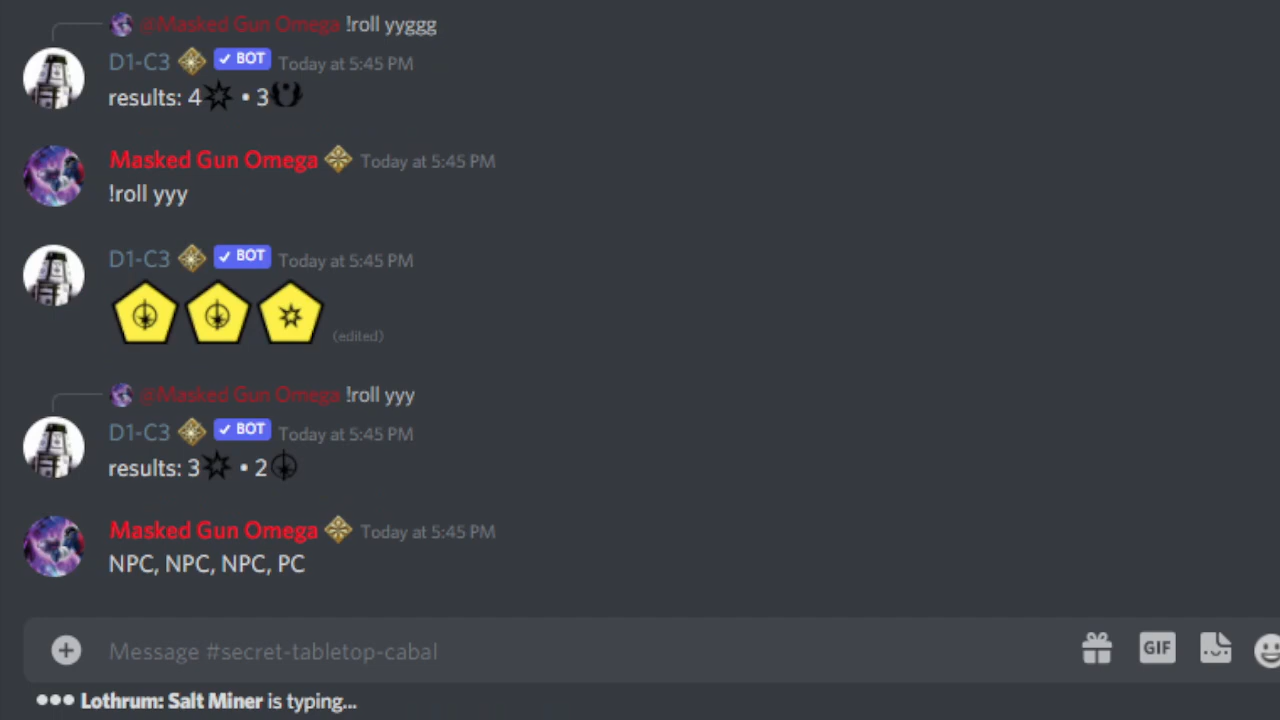 @Masked Gun Omega !roll yyggg
D1-C3 BOT Today at 5:45 PM
results: 4 • 3
Masked Gun Omega Today at 5:45 PM
!roll yyy
D1-C3 BOT Today at 5:45 PM
(edited)
@Masked Gun Omega !roll yyy
D1-C3 BOT Today at 5:45 PM
results: 3 • 2
Masked Gun Omega Today at 5:45 PM
NPC, NPC, NPC, PC
Message #secret-tabletop-cabal GIF
Lothrum: Salt Miner is typing...